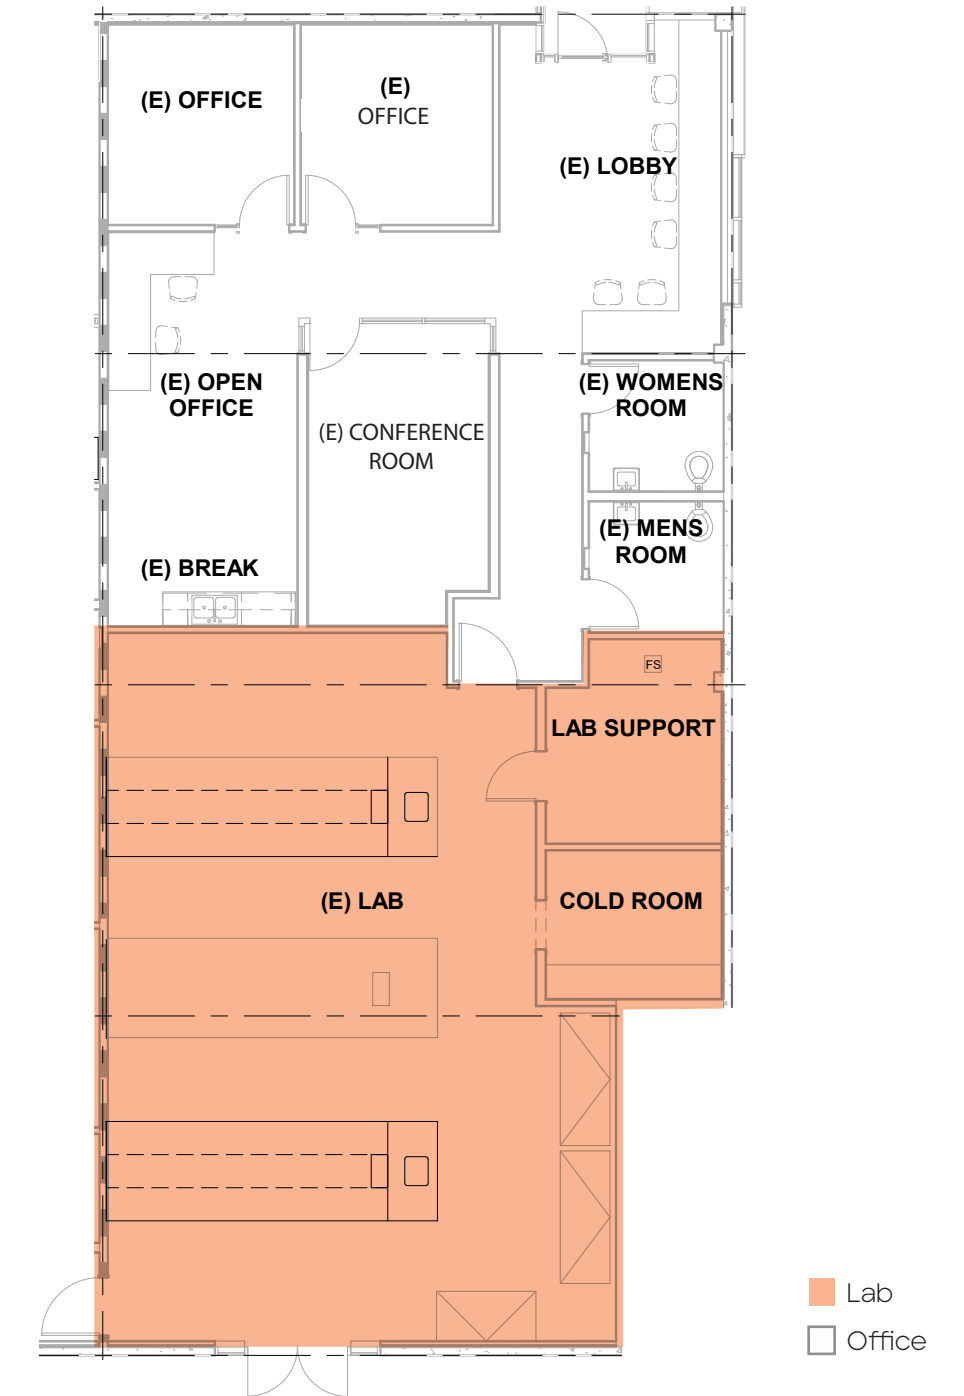 (E) OFFICE
(E)
OFFICE
(E) LOBBY
(E) OPEN
OFFICE
(E) WOMENS
ROOM
(E) CONFERENCE
ROOM
(E) MENS
ROOM
(E) BREAK
FS
LAB SUPPORT
(E) LAB
COLD ROOM
Lab
Office